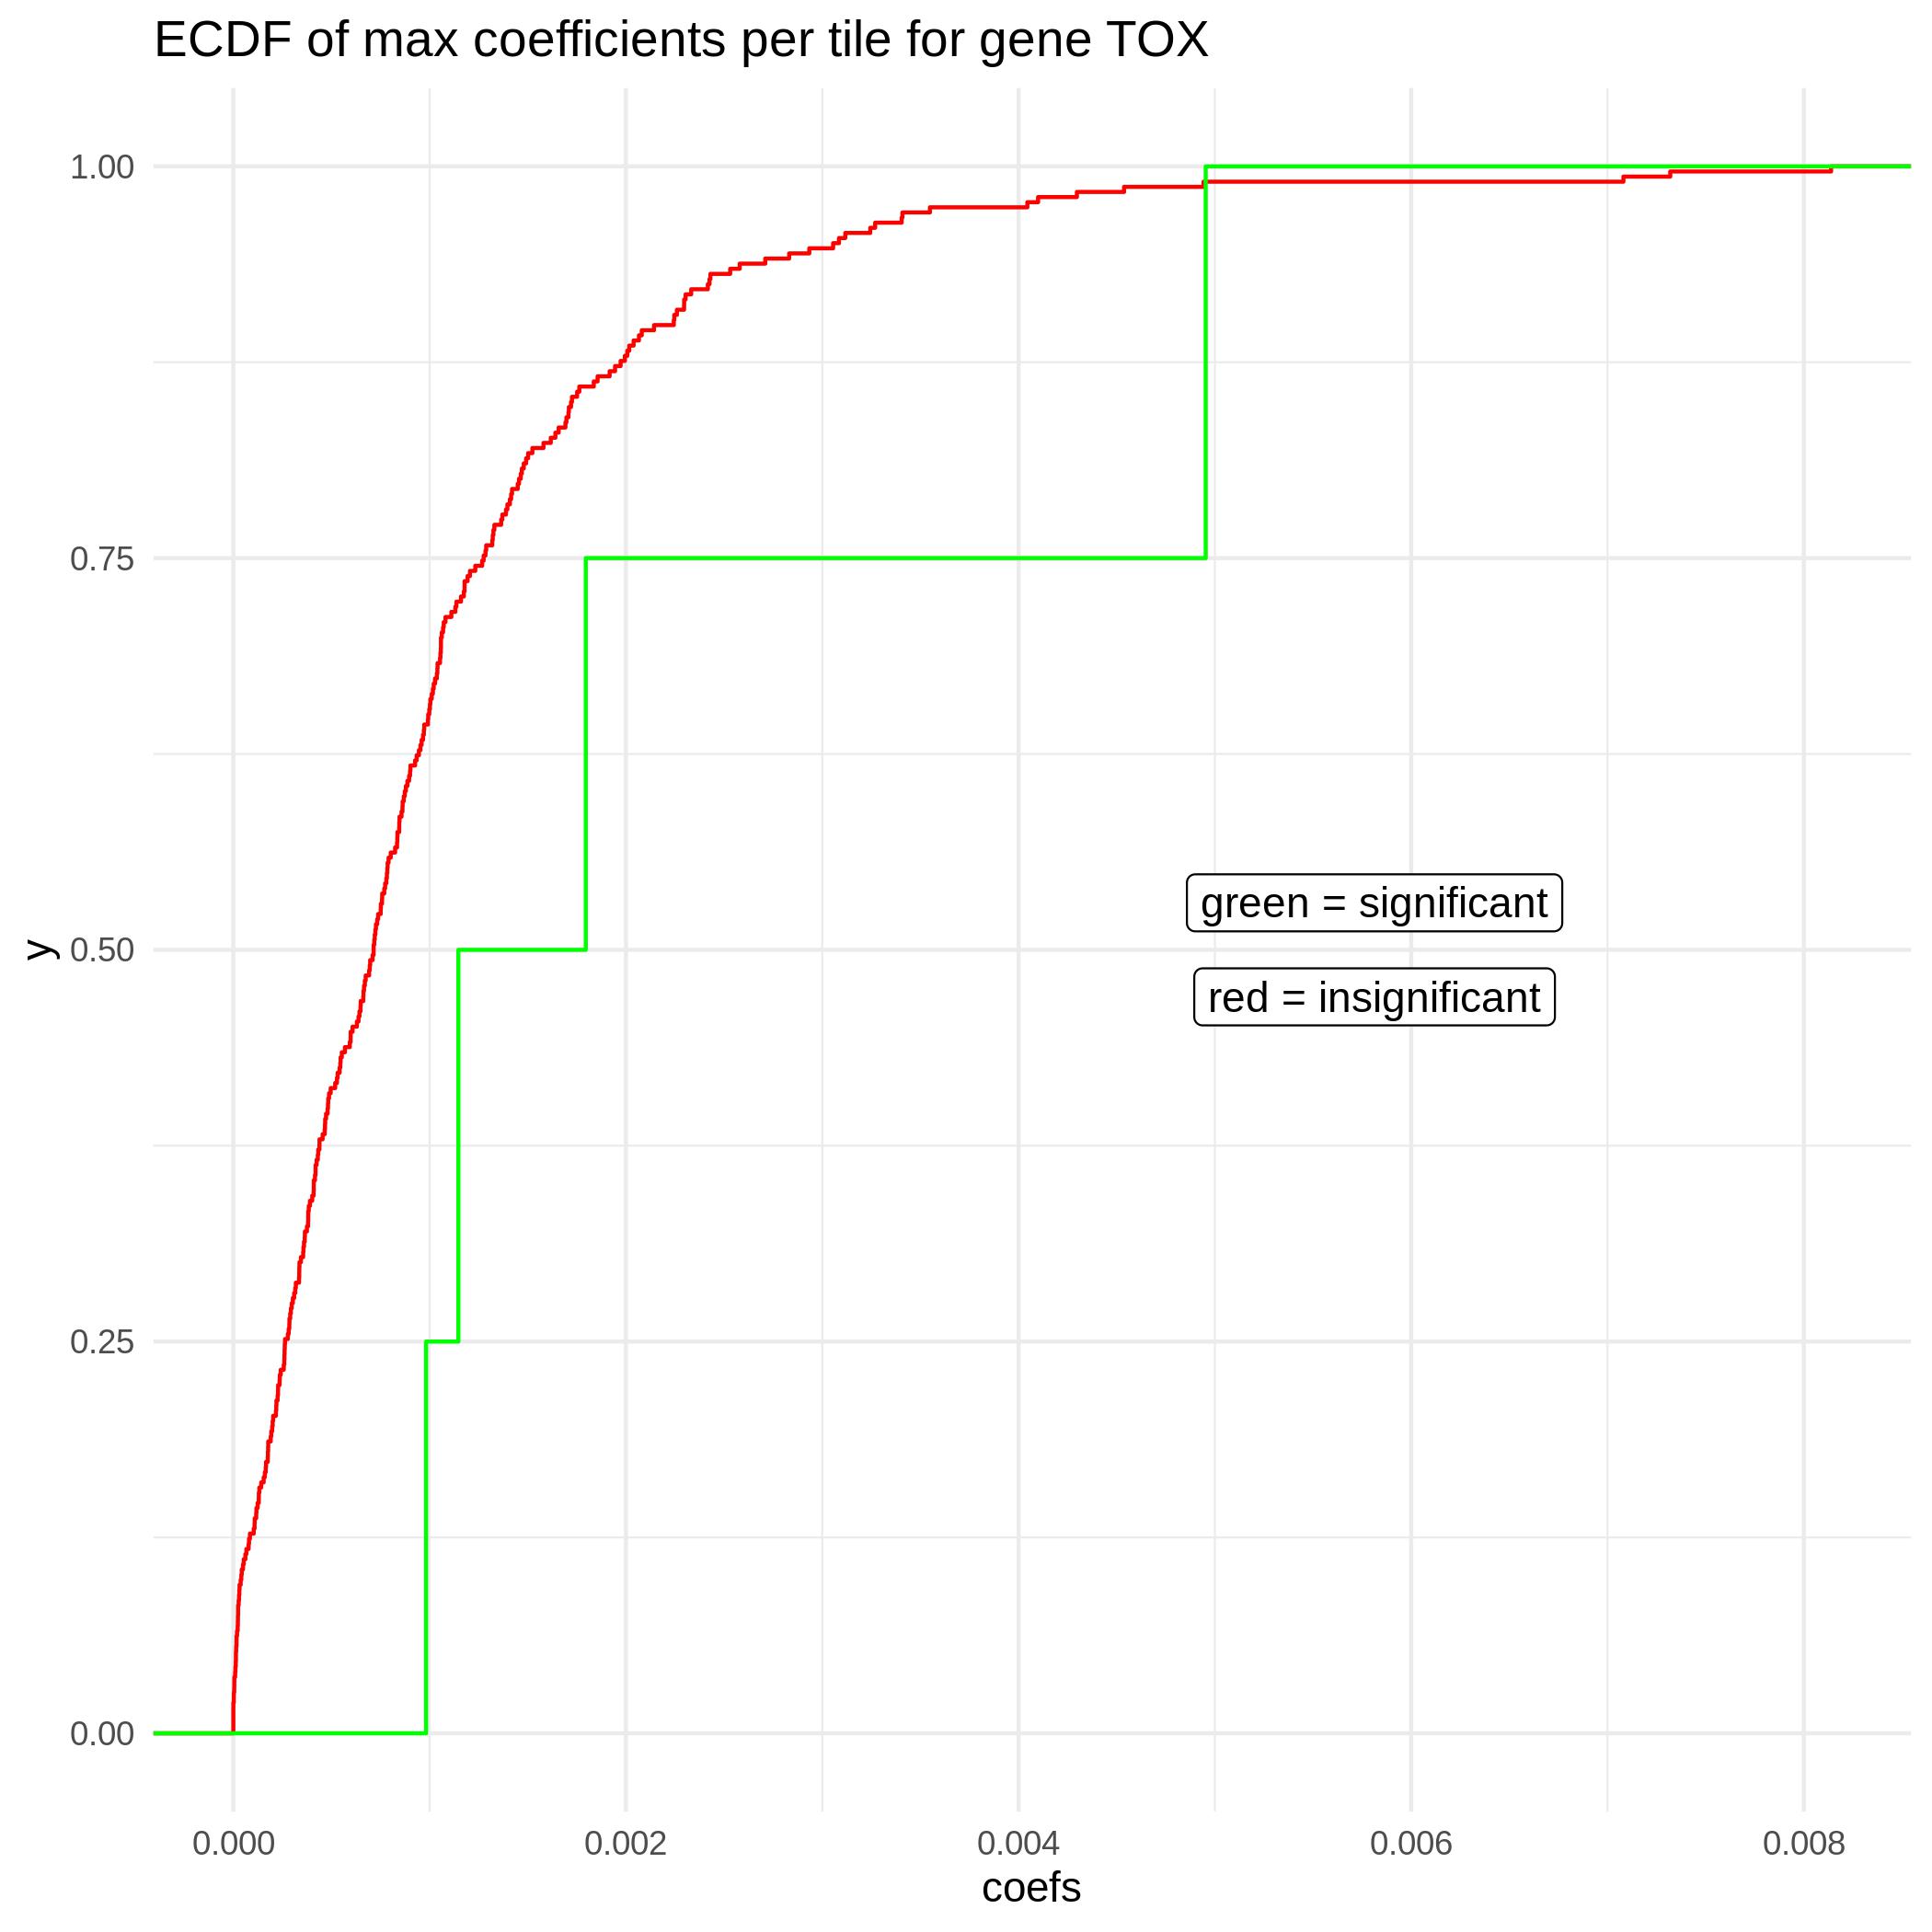 ECDF of max coefficients per tile for gene TOX
1.00
0.75
0.50
0.25
0.00
y
green = significant
red = insignificant
0.000 0.002 0.004 0.006 0.008
coefs